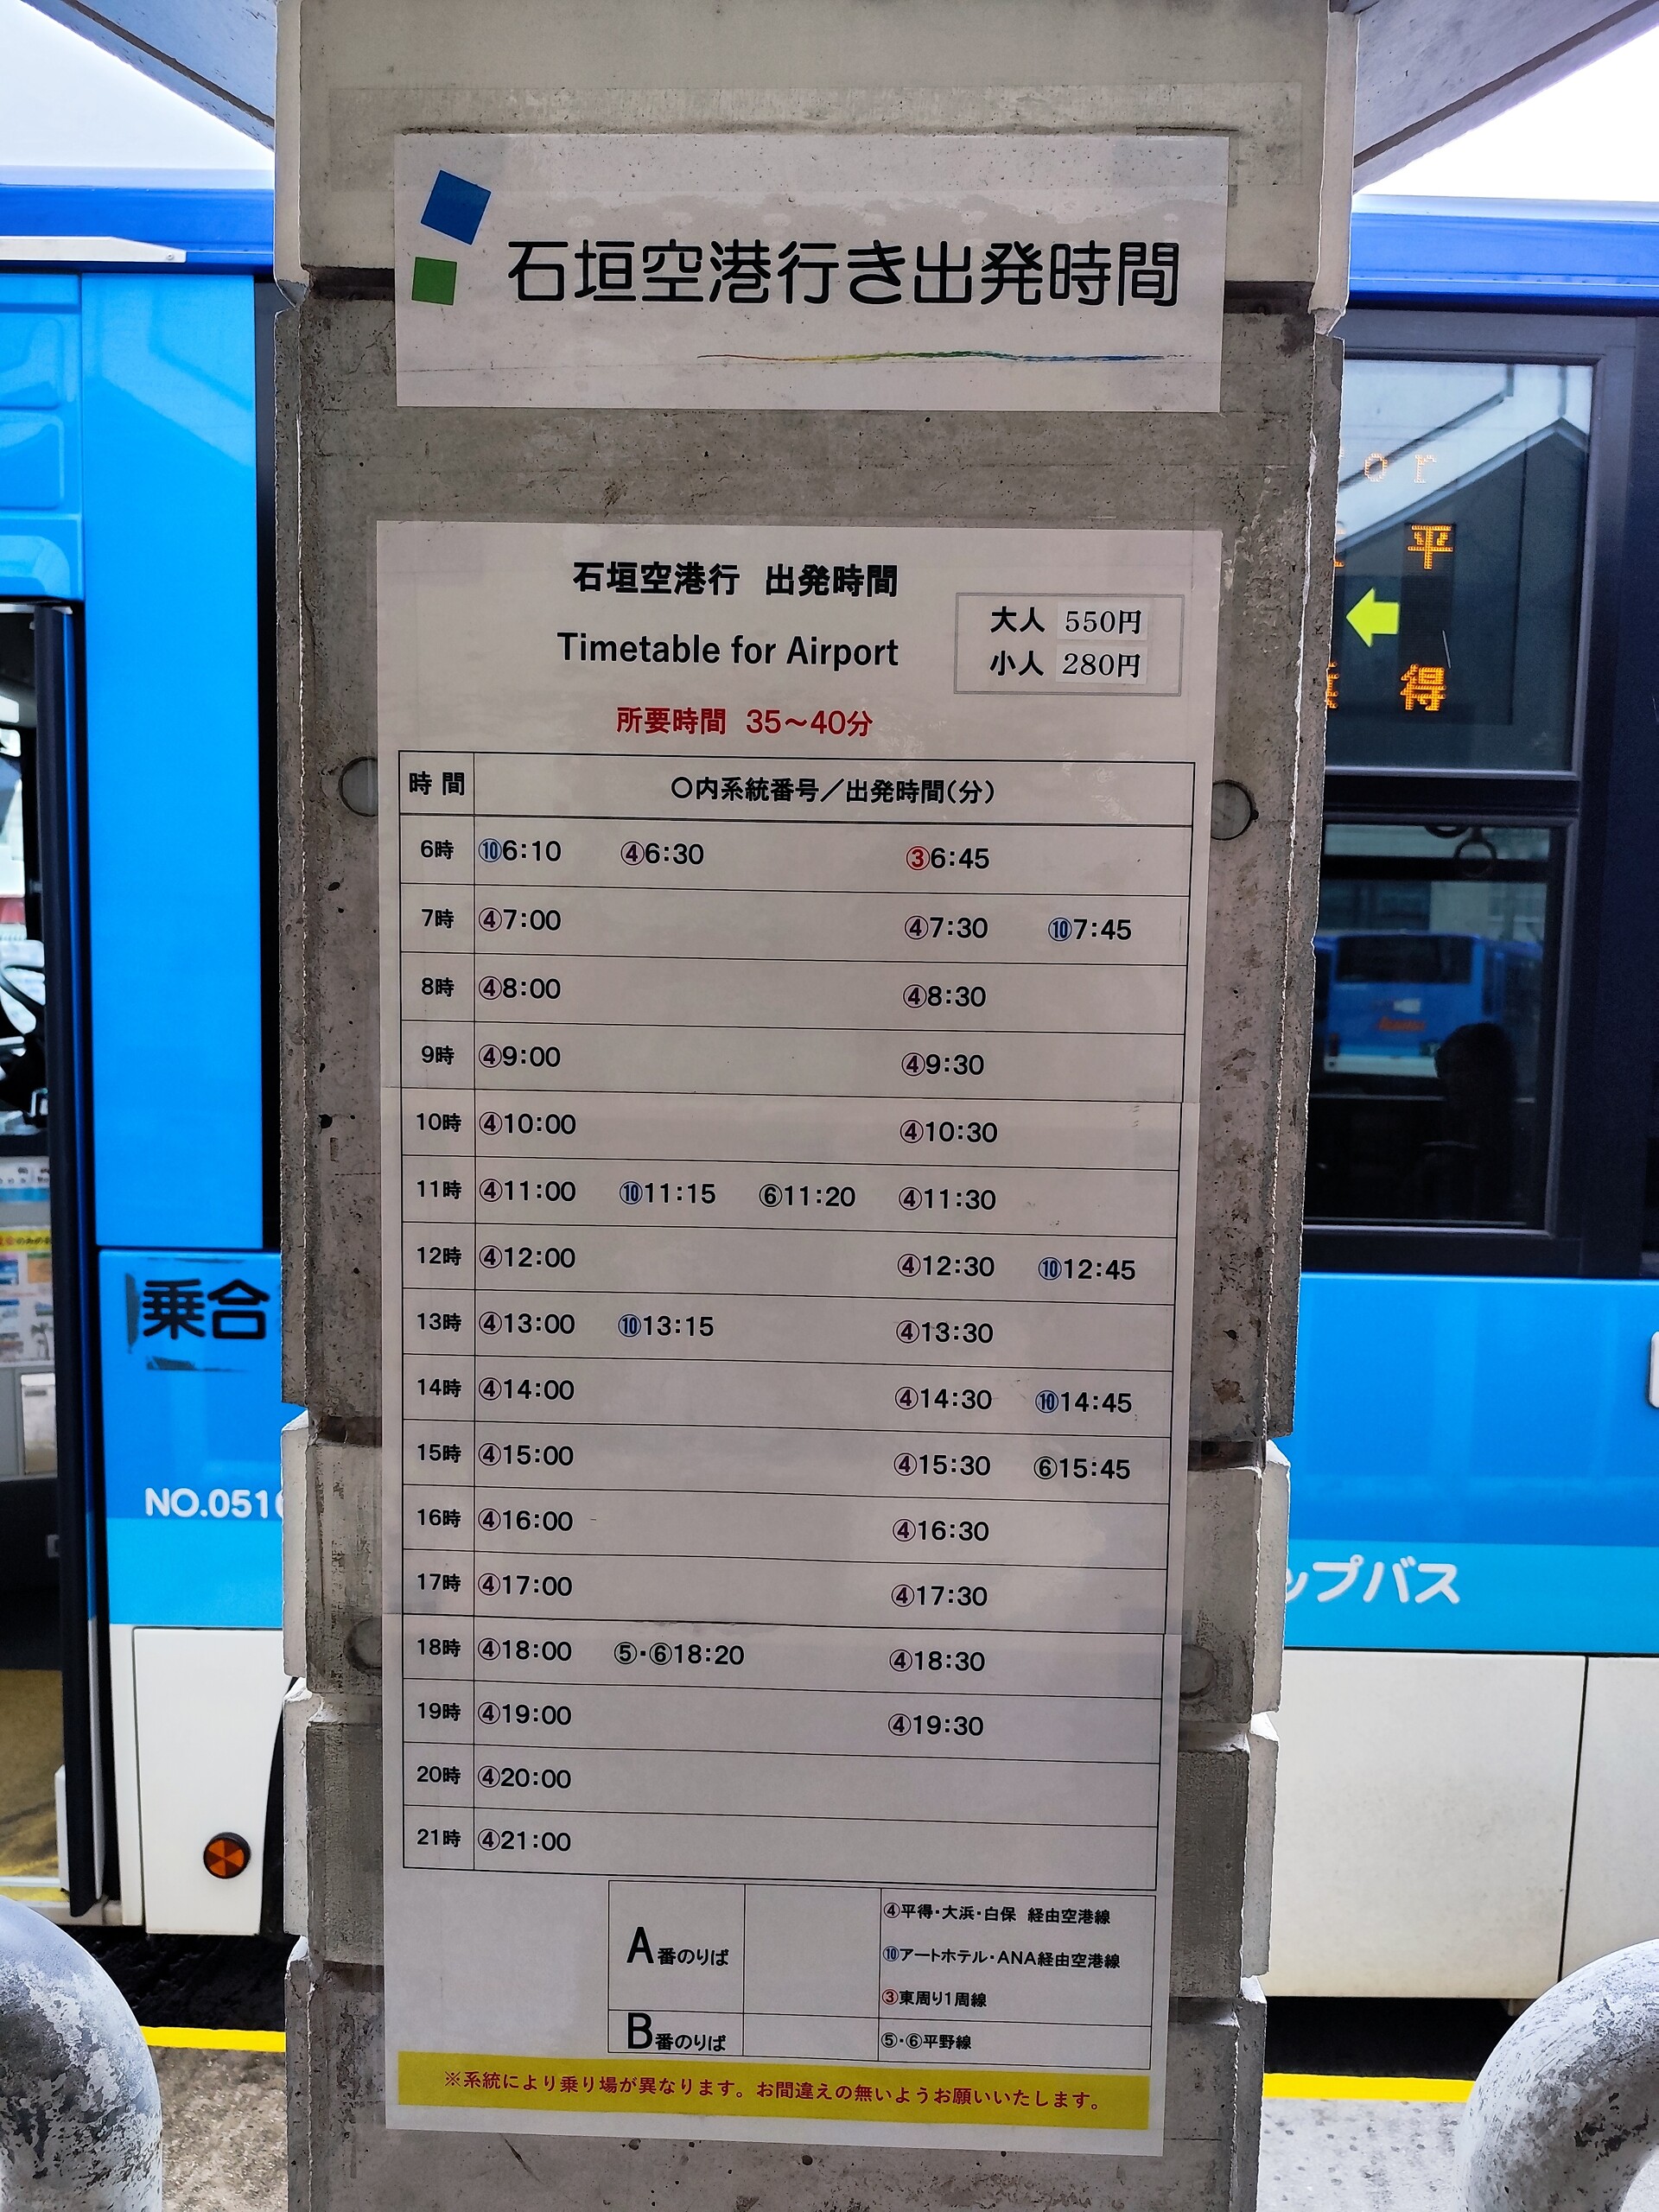 石垣空港行き出発時間
石垣空港行 出発時間
Timetable for Airport
大人 550円
小人 280円
所要時間 35～40分
時間 〇内系統番号／出発時間(分)
6時 ⑩6:10 ④6:30 ③6:45
7時 ④7:00 ④7:30 ⑩7:45
8時 ④8:00 ④8:30
9時 ④9:00 ④9:30
10時 ④10:00 ④10:30
11時 ④11:00 ⑩11:15 ⑥11:20 ④11:30
12時 ④12:00 ④12:30 ⑩12:45
13時 ④13:00 ⑩13:15 ④13:30
14時 ④14:00 ④14:30 ⑩14:45
15時 ④15:00 ④15:30 ⑥15:45
16時 ④16:00 ④16:30
17時 ④17:00 ④17:30
18時 ④18:00 ⑤・⑥18:20 ④18:30
19時 ④19:00 ④19:30
20時 ④20:00
21時 ④21:00
A番のりば
④平得・大浜・白保 経由空港線
⑩アートホテル・ANA経由空港線
③東周り1周線
B番のりば ⑤・⑥平野線
※系統により乗り場が異なります。お間違えの無いようお願いいたします。
乗合
NO.051
ップバス
or
平
得